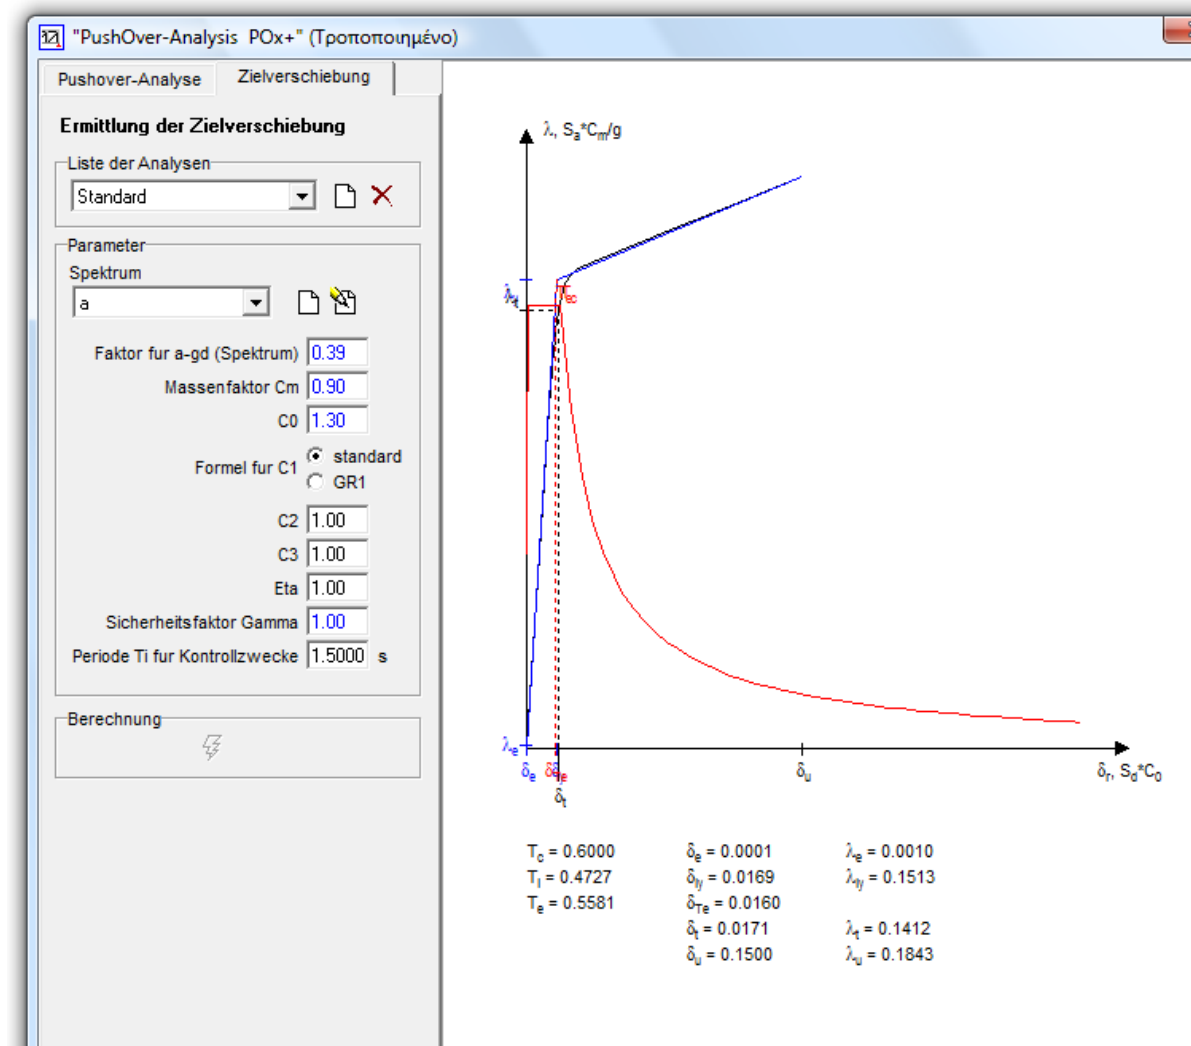 "PushOver-Analysis POx+" (Τροποποιημένο)
Pushover-Analyse Zielverschiebung
Ermittlung der Zielverschiebung
Liste der Analysen
Standard
Parameter
Spektrum
a
Faktor fur a-gd (Spektrum) 0.39
Massenfaktor Cm 0.90
C0 1.30
Formel fur C1 standard
GR1
C2 1.00
C3 1.00
Eta 1.00
Sicherheitsfaktor Gamma 1.00
Periode Ti fur Kontrollzwecke 1.5000 s
Berechnung
λ, Sa*Cm/g
λe
δe
δt
δu
δr, Sd*C0
Tc = 0.6000 δe = 0.0001 λe = 0.0010
Ti = 0.4727 δly = 0.0169 λly = 0.1513
Te = 0.5581 δTe = 0.0160
δt = 0.0171 λt = 0.1412
δu = 0.1500 λu = 0.1843